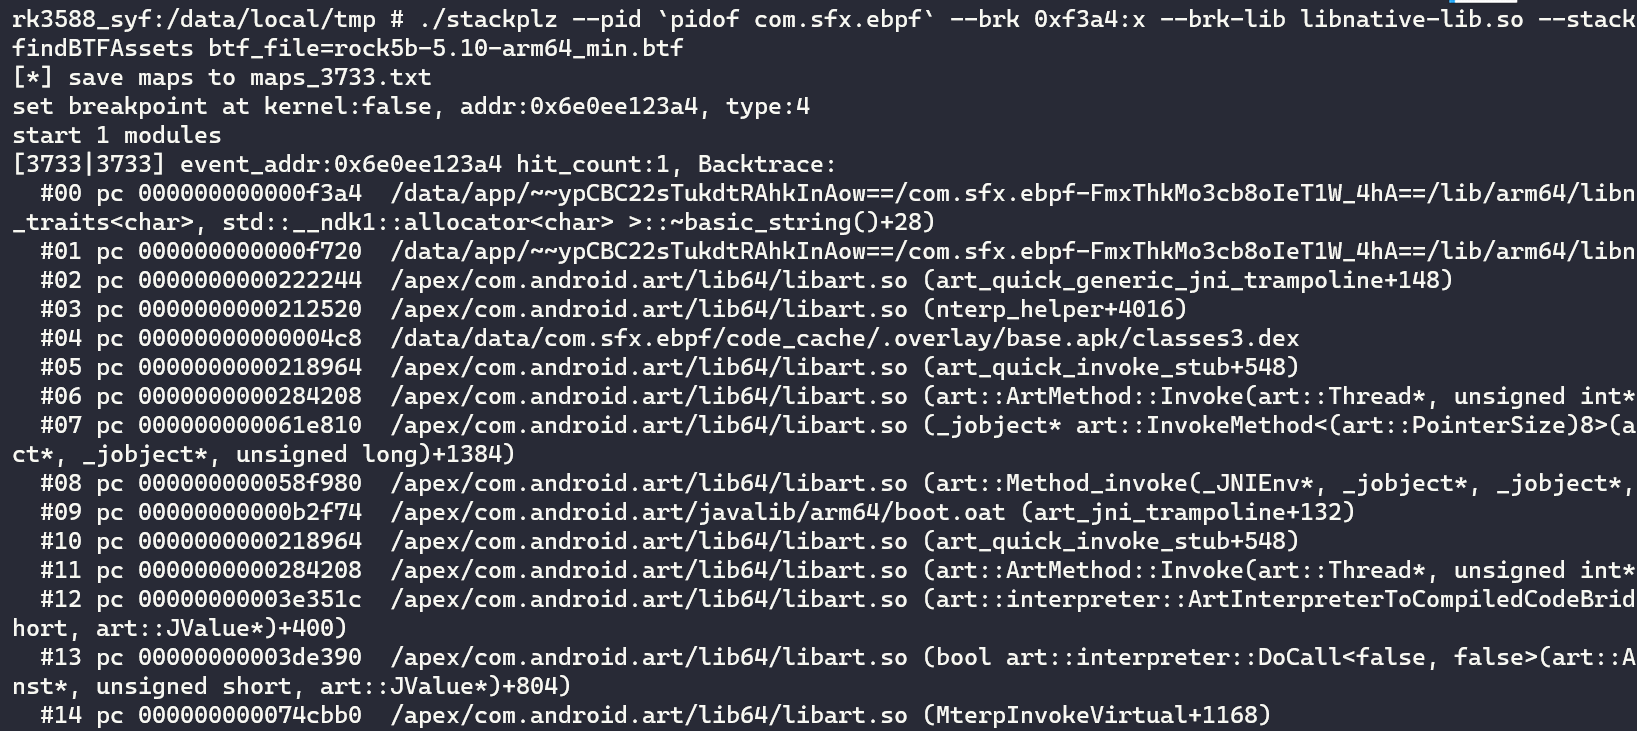 rk3588_syf:/data/local/tmp # ./stackplz --pid `pidof com.sfx.ebpf` --brk 0xf3a4:x --brk-lib libnative-lib.so --stack
findBTFAssets btf_file=rock5b-5.10-arm64_min.btf
[*] save maps to maps_3733.txt
set breakpoint at kernel:false, addr:0x6e0ee123a4, type:4
start 1 modules
[3733|3733] event_addr:0x6e0ee123a4 hit_count:1, Backtrace:
  #00 pc 000000000000f3a4  /data/app/~~ypCBC22sTukdtRAhkInAow==/com.sfx.ebpf-FmxThkMo3cb8oIeT1W_4hA==/lib/arm64/libn
_traits<char>, std::__ndk1::allocator<char> >::~basic_string()+28)
  #01 pc 000000000000f720  /data/app/~~ypCBC22sTukdtRAhkInAow==/com.sfx.ebpf-FmxThkMo3cb8oIeT1W_4hA==/lib/arm64/libn
  #02 pc 0000000000222244  /apex/com.android.art/lib64/libart.so (art_quick_generic_jni_trampoline+148)
  #03 pc 0000000000212520  /apex/com.android.art/lib64/libart.so (nterp_helper+4016)
  #04 pc 00000000000004c8  /data/data/com.sfx.ebpf/code_cache/.overlay/base.apk/classes3.dex
  #05 pc 0000000000218964  /apex/com.android.art/lib64/libart.so (art_quick_invoke_stub+548)
  #06 pc 0000000000284208  /apex/com.android.art/lib64/libart.so (art::ArtMethod::Invoke(art::Thread*, unsigned int*
  #07 pc 000000000061e810  /apex/com.android.art/lib64/libart.so (_jobject* art::InvokeMethod<(art::PointerSize)8>(a
ct*, _jobject*, unsigned long)+1384)
  #08 pc 000000000058f980  /apex/com.android.art/lib64/libart.so (art::Method_invoke(_JNIEnv*, _jobject*, _jobject*,
  #09 pc 00000000000b2f74  /apex/com.android.art/javalib/arm64/boot.oat (art_jni_trampoline+132)
  #10 pc 0000000000218964  /apex/com.android.art/lib64/libart.so (art_quick_invoke_stub+548)
  #11 pc 0000000000284208  /apex/com.android.art/lib64/libart.so (art::ArtMethod::Invoke(art::Thread*, unsigned int*
  #12 pc 00000000003e351c  /apex/com.android.art/lib64/libart.so (art::interpreter::ArtInterpreterToCompiledCodeBrid
hort, art::JValue*)+400)
  #13 pc 00000000003de390  /apex/com.android.art/lib64/libart.so (bool art::interpreter::DoCall<false, false>(art::A
nst*, unsigned short, art::JValue*)+804)
  #14 pc 000000000074cbb0  /apex/com.android.art/lib64/libart.so (MterpInvokeVirtual+1168)